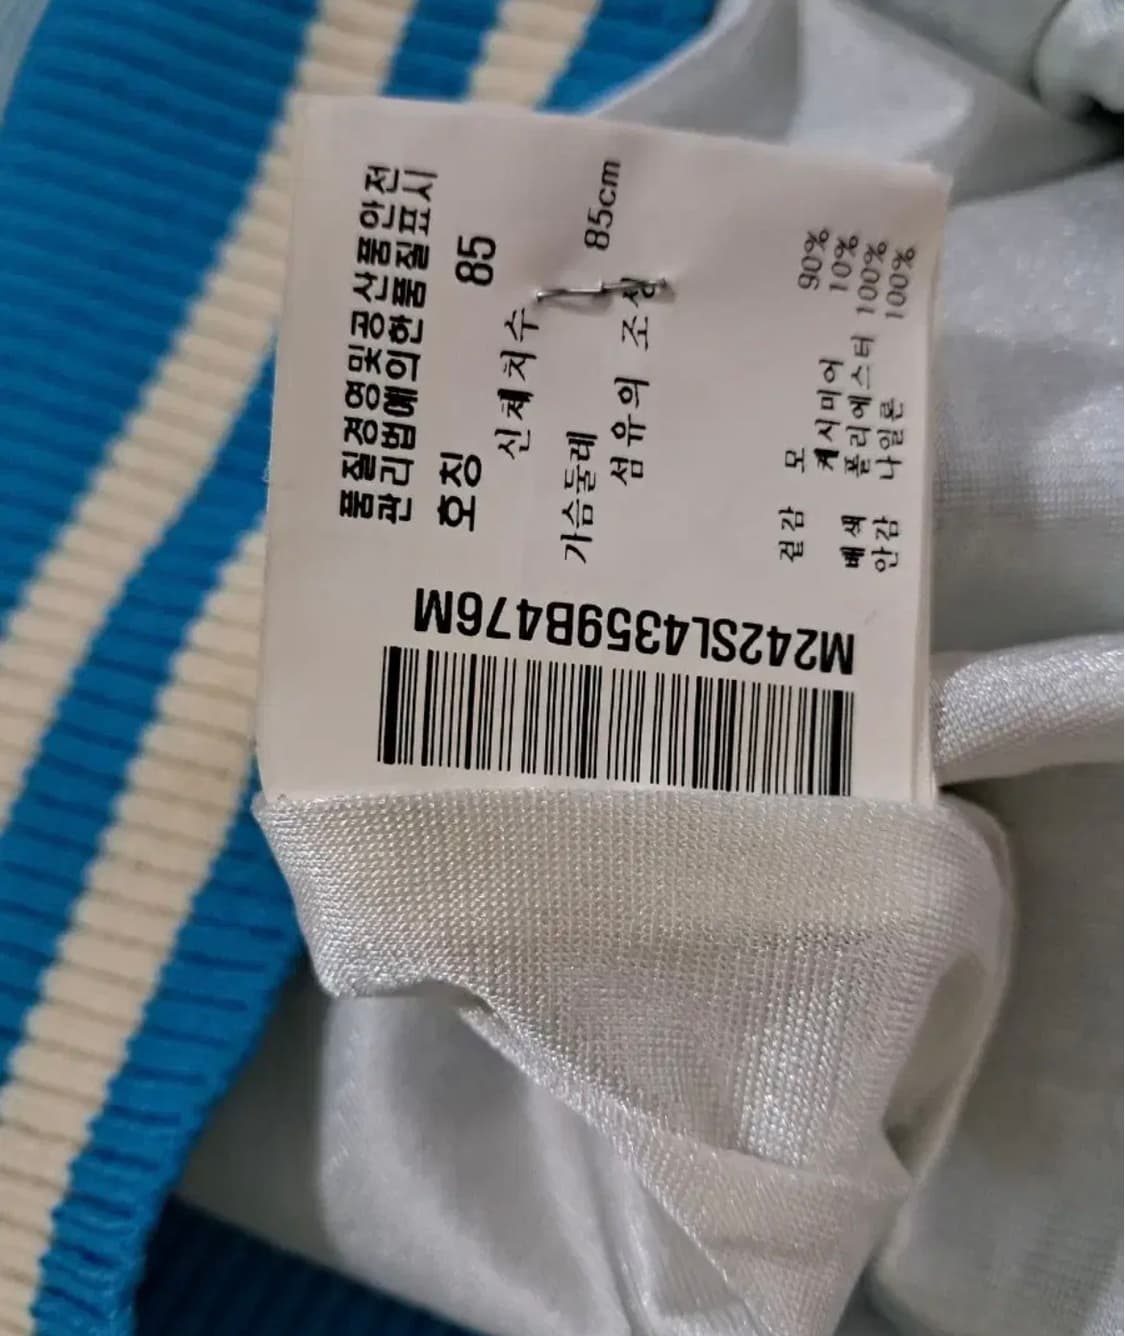 품질경영및공산품안전
관리법에의한품질표시
호칭 85
신체치수
가슴둘레 85cm
섬유의 조성
겉감 모 90%
캐시미어 10%
배색 폴리에스터 100%
안감 나일론 100%
M242SL4359B476M